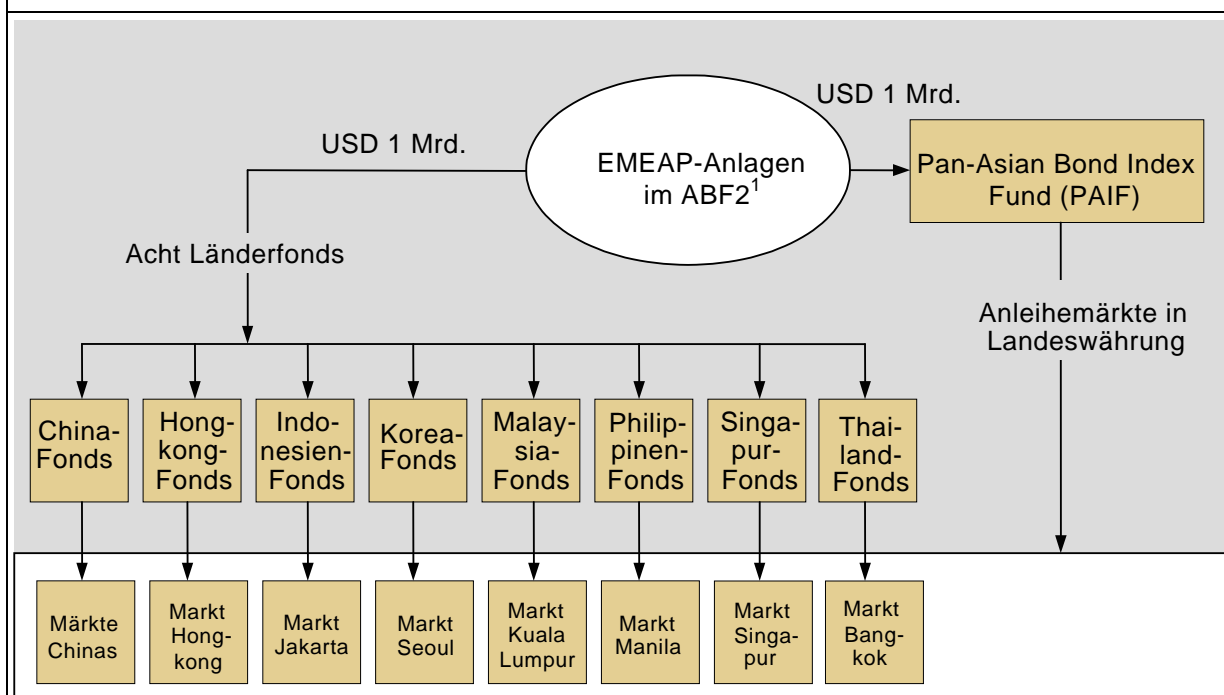 USD 1 Mrd.
USD 1 Mrd.
EMEAP-Anlagen
im ABF2¹
Pan-Asian Bond Index
Fund (PAIF)
Acht Länderfonds
Anleihemärkte in
Landeswährung
China-
Fonds
Hong-
kong-
Fonds
Indo-
nesien-
Fonds
Korea-
Fonds
Malay-
sia-
Fonds
Philip-
pinen-
Fonds
Singa-
pur-
Fonds
Thai-
land-
Fonds
Märkte
Chinas
Markt
Hong-
kong
Markt
Jakarta
Markt
Seoul
Markt
Kuala
Lumpur
Markt
Manila
Markt
Singa-
pur
Markt
Bang-
kok